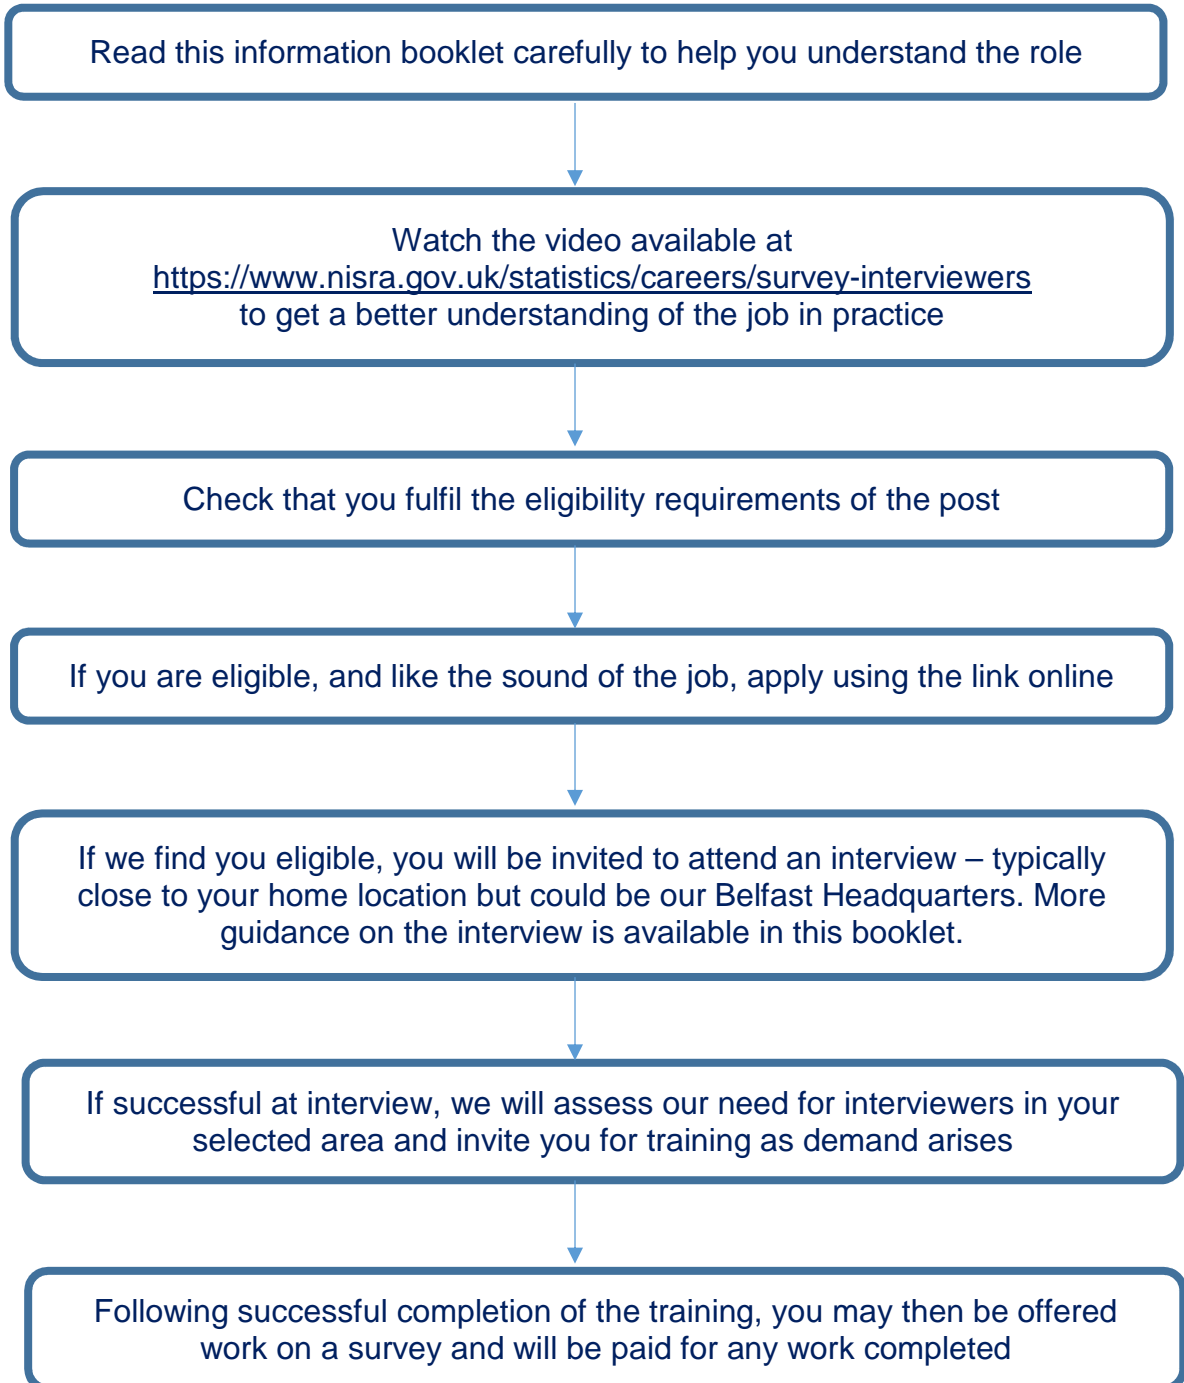 Read this information booklet carefully to help you understand the role
Watch the video available at
https://www.nisra.gov.uk/statistics/careers/survey-interviewers
to get a better understanding of the job in practice
Check that you fulfil the eligibility requirements of the post
If you are eligible, and like the sound of the job, apply using the link online
If we find you eligible, you will be invited to attend an interview – typically
close to your home location but could be our Belfast Headquarters. More
guidance on the interview is available in this booklet.
If successful at interview, we will assess our need for interviewers in your
selected area and invite you for training as demand arises
Following successful completion of the training, you may then be offered
work on a survey and will be paid for any work completed